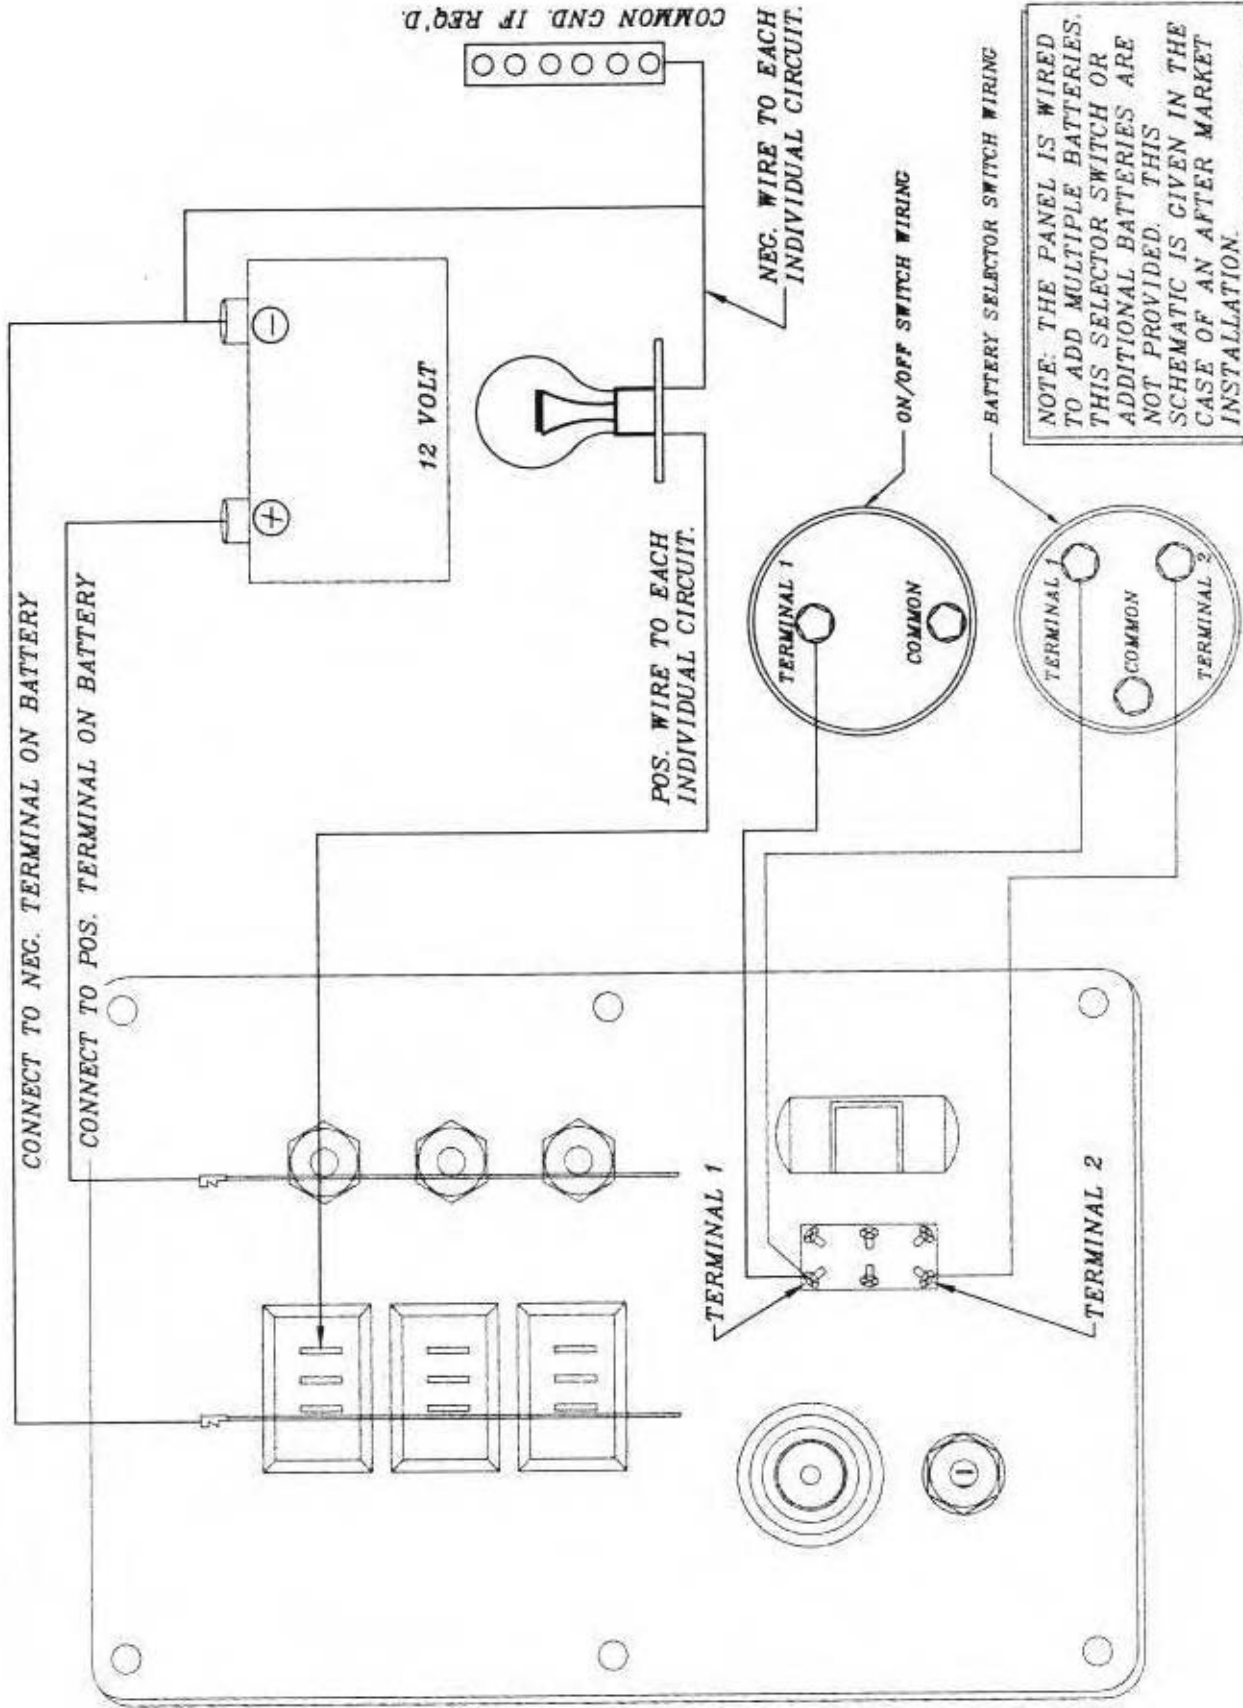 CONNECT TO NEG. TERMINAL ON BATTERY
CONNECT TO POS. TERMINAL ON BATTERY
12 VOLT
+
-
COMMON GND. IF REQ'D.
NEG. WIRE TO EACH
INDIVIDUAL CIRCUIT.
POS. WIRE TO EACH
INDIVIDUAL CIRCUIT.
TERMINAL 1
COMMON
ON/OFF SWITCH WIRING
TERMINAL 1
COMMON
TERMINAL 2
BATTERY SELECTOR SWITCH WIRING
TERMINAL 1
TERMINAL 2
NOTE: THE PANEL IS WIRED
TO ADD MULTIPLE BATTERIES.
THIS SELECTOR SWITCH OR
ADDITIONAL BATTERIES ARE
NOT PROVIDED. THIS
SCHEMATIC IS GIVEN IN THE
CASE OF AN AFTER MARKET
INSTALLATION.